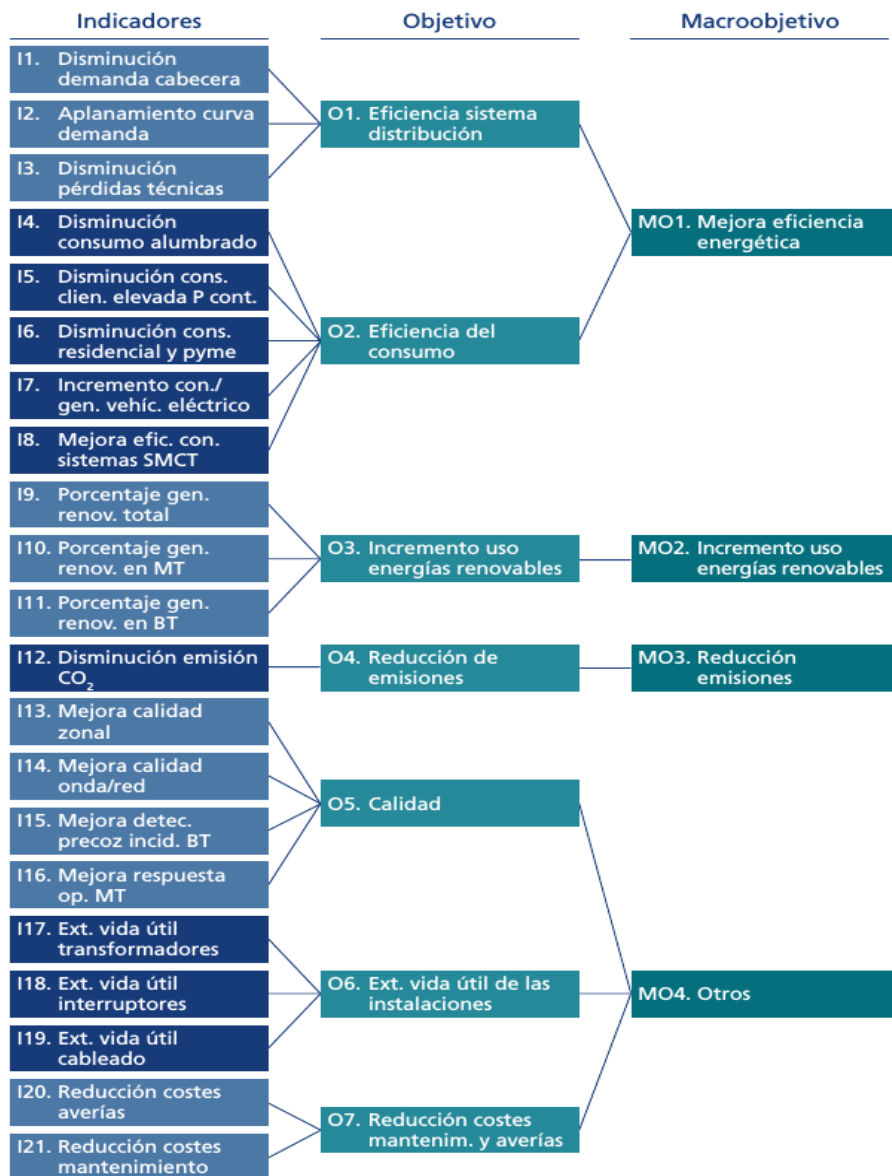 Indicadores
Objetivo
Macroobjetivo
I1. Disminución
demanda cabecera
I2. Aplanamiento curva
demanda
I3. Disminución
pérdidas técnicas
I4. Disminución
consumo alumbrado
I5. Disminución cons.
clien. elevada P cont.
I6. Disminución cons.
residencial y pyme
I7. Incremento con./
gen. vehíc. eléctrico
I8. Mejora efic. con.
sistemas SMCT
I9. Porcentaje gen.
renov. total
I10. Porcentaje gen.
renov. en MT
I11. Porcentaje gen.
renov. en BT
I12. Disminución emisión
CO₂
I13. Mejora calidad
zonal
I14. Mejora calidad
onda/red
I15. Mejora detec.
precoz incid. BT
I16. Mejora respuesta
op. MT
I17. Ext. vida útil
transformadores
I18. Ext. vida útil
interruptores
I19. Ext. vida útil
cableado
I20. Reducción costes
averías
I21. Reducción costes
mantenimiento
O1. Eficiencia sistema
distribución
O2. Eficiencia del
consumo
O3. Incremento uso
energías renovables
O4. Reducción de
emisiones
O5. Calidad
O6. Ext. vida útil de las
instalaciones
O7. Reducción costes
mantenim. y averías
MO1. Mejora eficiencia
energética
MO2. Incremento uso
energías renovables
MO3. Reducción
emisiones
MO4. Otros